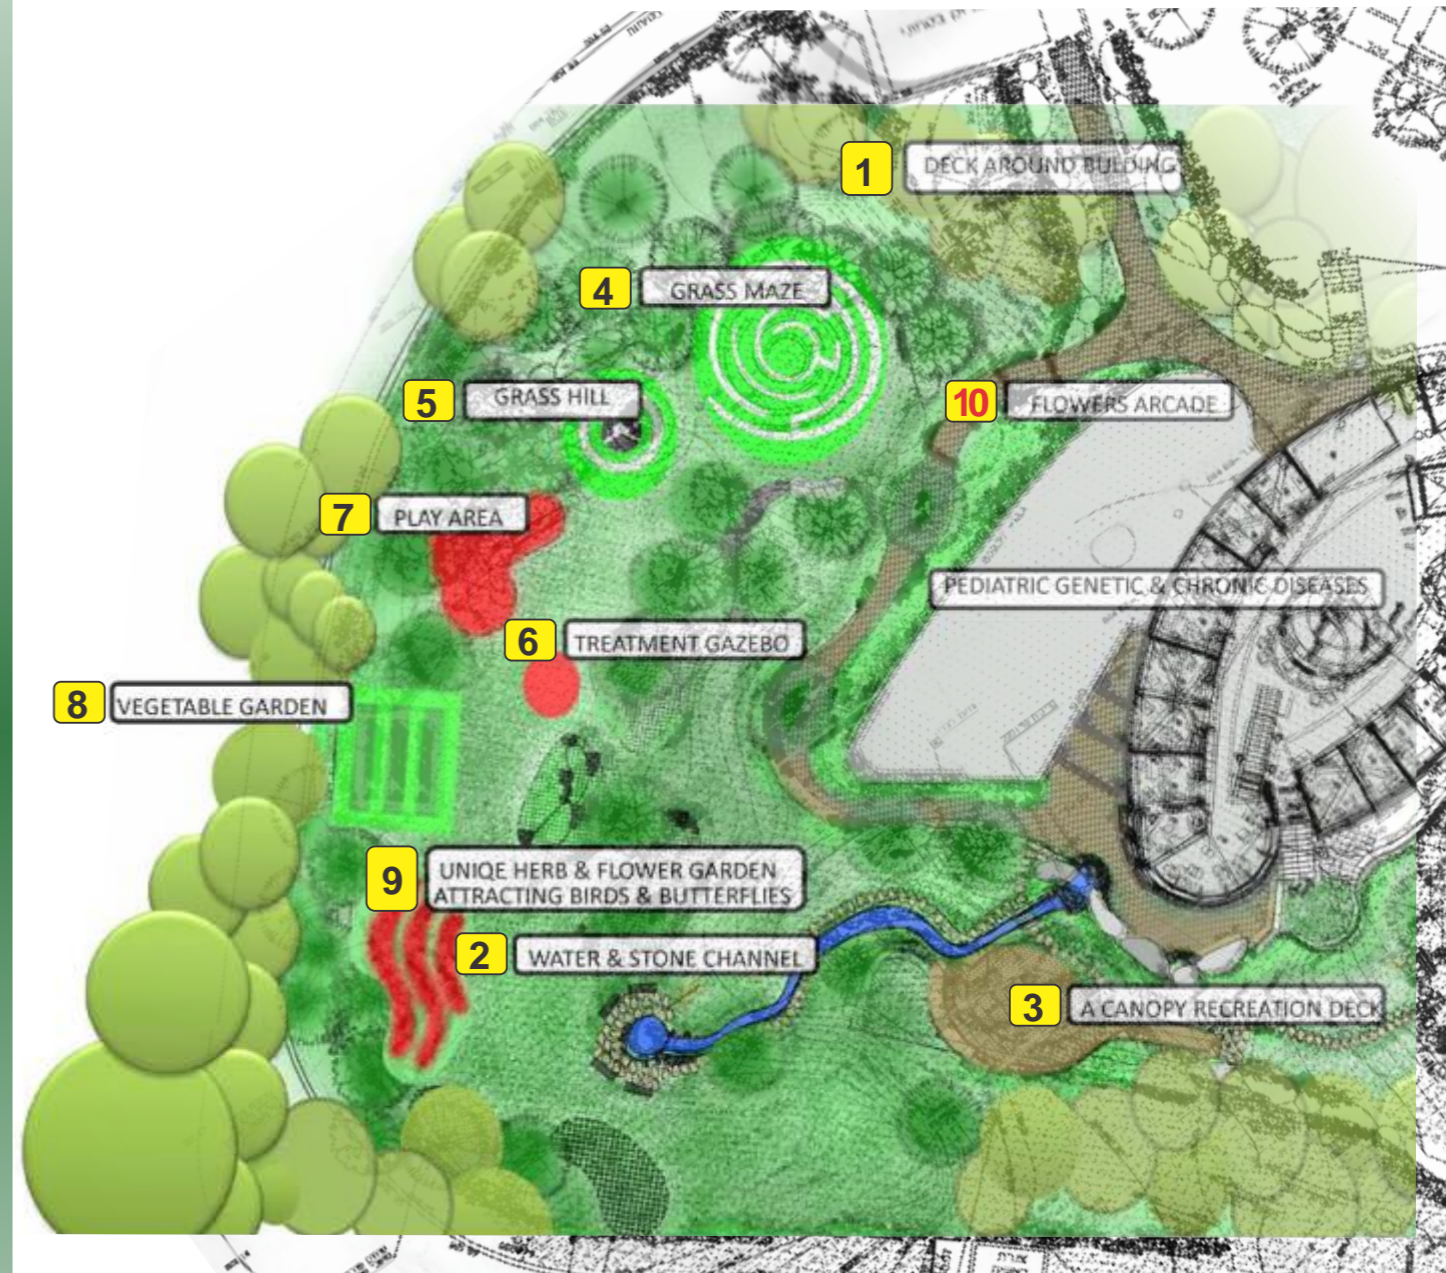 1 DECK AROUND BULDING
4 GRASS MAZE
5 GRASS HILL
10 FLOWERS ARCADE
7 PLAY AREA
PEDIATRIC GENETIC & CHRONIC DISEASES
6 TREATMENT GAZEBO
8 VEGETABLE GARDEN
9 UNIQE HERB & FLOWER GARDEN
ATTRACTING BIRDS & BUTTERFLIES
2 WATER & STONE CHANNEL
3 A CANOPY RECREATION DECK